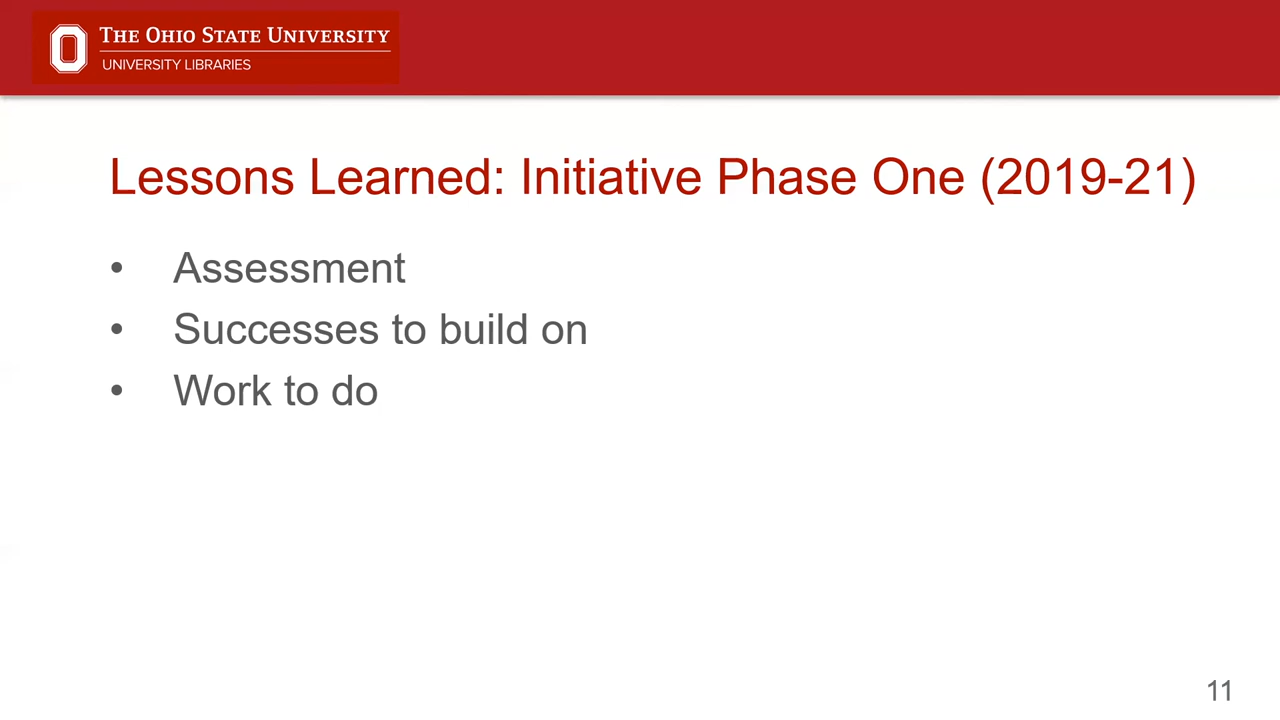 THE OHIO STATE UNIVERSITY
UNIVERSITY LIBRARIES
Lessons Learned: Initiative Phase One (2019-21)
• Assessment
• Successes to build on
• Work to do
11